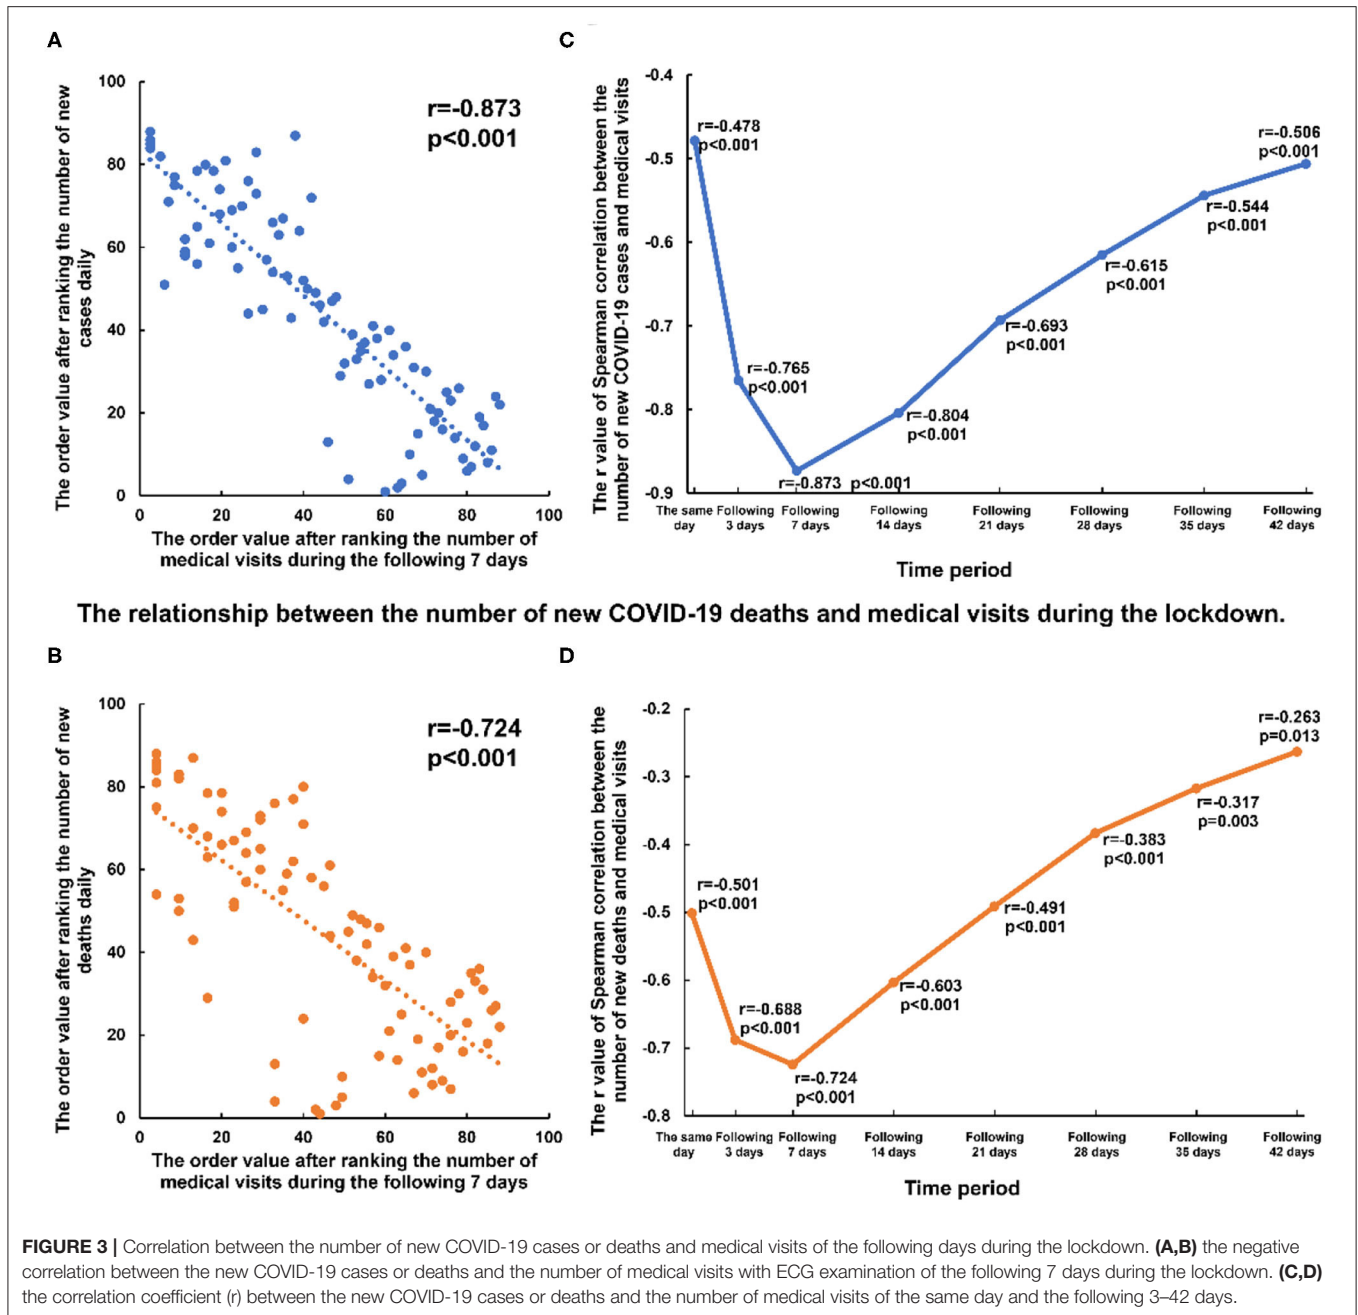 A
The order value after ranking the number of new
cases daily
100
80
60
40
20
0
r=-0.873
p<0.001
0 20 40 60 80 100
The order value after ranking the number of
medical visits during the following 7 days
C
The r value of Spearman correlation between the
number of new COVID-19 cases and medical visits
-0.4
-0.5
-0.6
-0.7
-0.8
-0.9
r=-0.478
p<0.001
r=-0.765
p<0.001
r=-0.873 p<0.001
r=-0.804
p<0.001
r=-0.693
p<0.001
r=-0.615
p<0.001
r=-0.544
p<0.001
r=-0.506
p<0.001
The same Following Following Following Following Following Following Following
day 3 days 7 days 14 days 21 days 28 days 35 days 42 days
Time period
The relationship between the number of new COVID-19 deaths and medical visits during the lockdown.
B
The order value after ranking the number of new
deaths daily
100
80
60
40
20
0
r=-0.724
p<0.001
0 20 40 60 80 100
The order value after ranking the number of
medical visits during the following 7 days
D
The r value of Spearman correlation between the
number of new deaths and medical visits
-0.2
-0.3
-0.4
-0.5
-0.6
-0.7
-0.8
r=-0.501
p<0.001
r=-0.688
p<0.001
r=-0.724
p<0.001
r=-0.603
p<0.001
r=-0.491
p<0.001
r=-0.383
p<0.001
r=-0.317
p=0.003
r=-0.263
p=0.013
The same Following Following Following Following Following Following Following
day 3 days 7 days 14 days 21 days 28 days 35 days 42 days
Time period
FIGURE 3 | Correlation between the number of new COVID-19 cases or deaths and medical visits of the following days during the lockdown. (A,B) the negative
correlation between the new COVID-19 cases or deaths and the number of medical visits with ECG examination of the following 7 days during the lockdown. (C,D)
the correlation coefficient (r) between the new COVID-19 cases or deaths and the number of medical visits of the same day and the following 3–42 days.